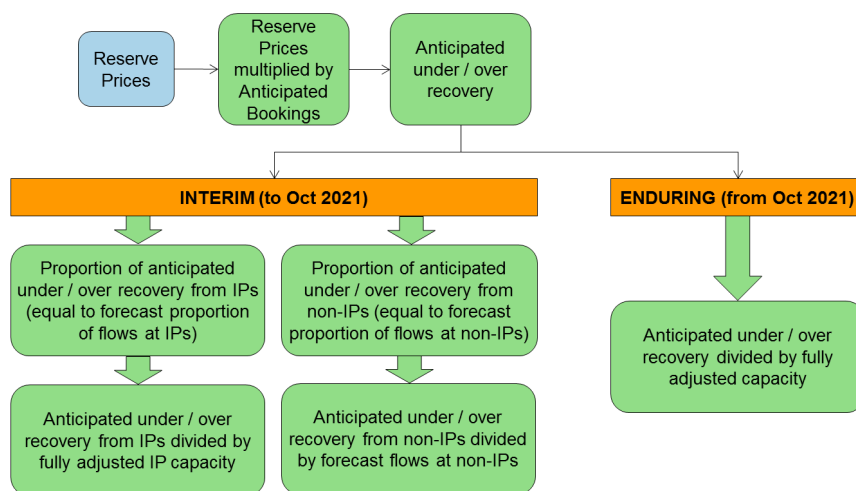 Reserve
Prices
Reserve
Prices
multiplied by
Anticipated
Bookings
Anticipated
under / over
recovery
INTERIM (to Oct 2021)
ENDURING (from Oct 2021)
Proportion of anticipated
under / over recovery from IPs
(equal to forecast proportion
of flows at IPs)
Proportion of anticipated
under / over recovery from
non-IPs (equal to forecast
proportion of flows at non-IPs)
Anticipated under / over
recovery divided by fully
adjusted capacity
Anticipated under / over
recovery from IPs divided by
fully adjusted IP capacity
Anticipated under / over
recovery from non-IPs divided
by forecast flows at non-IPs